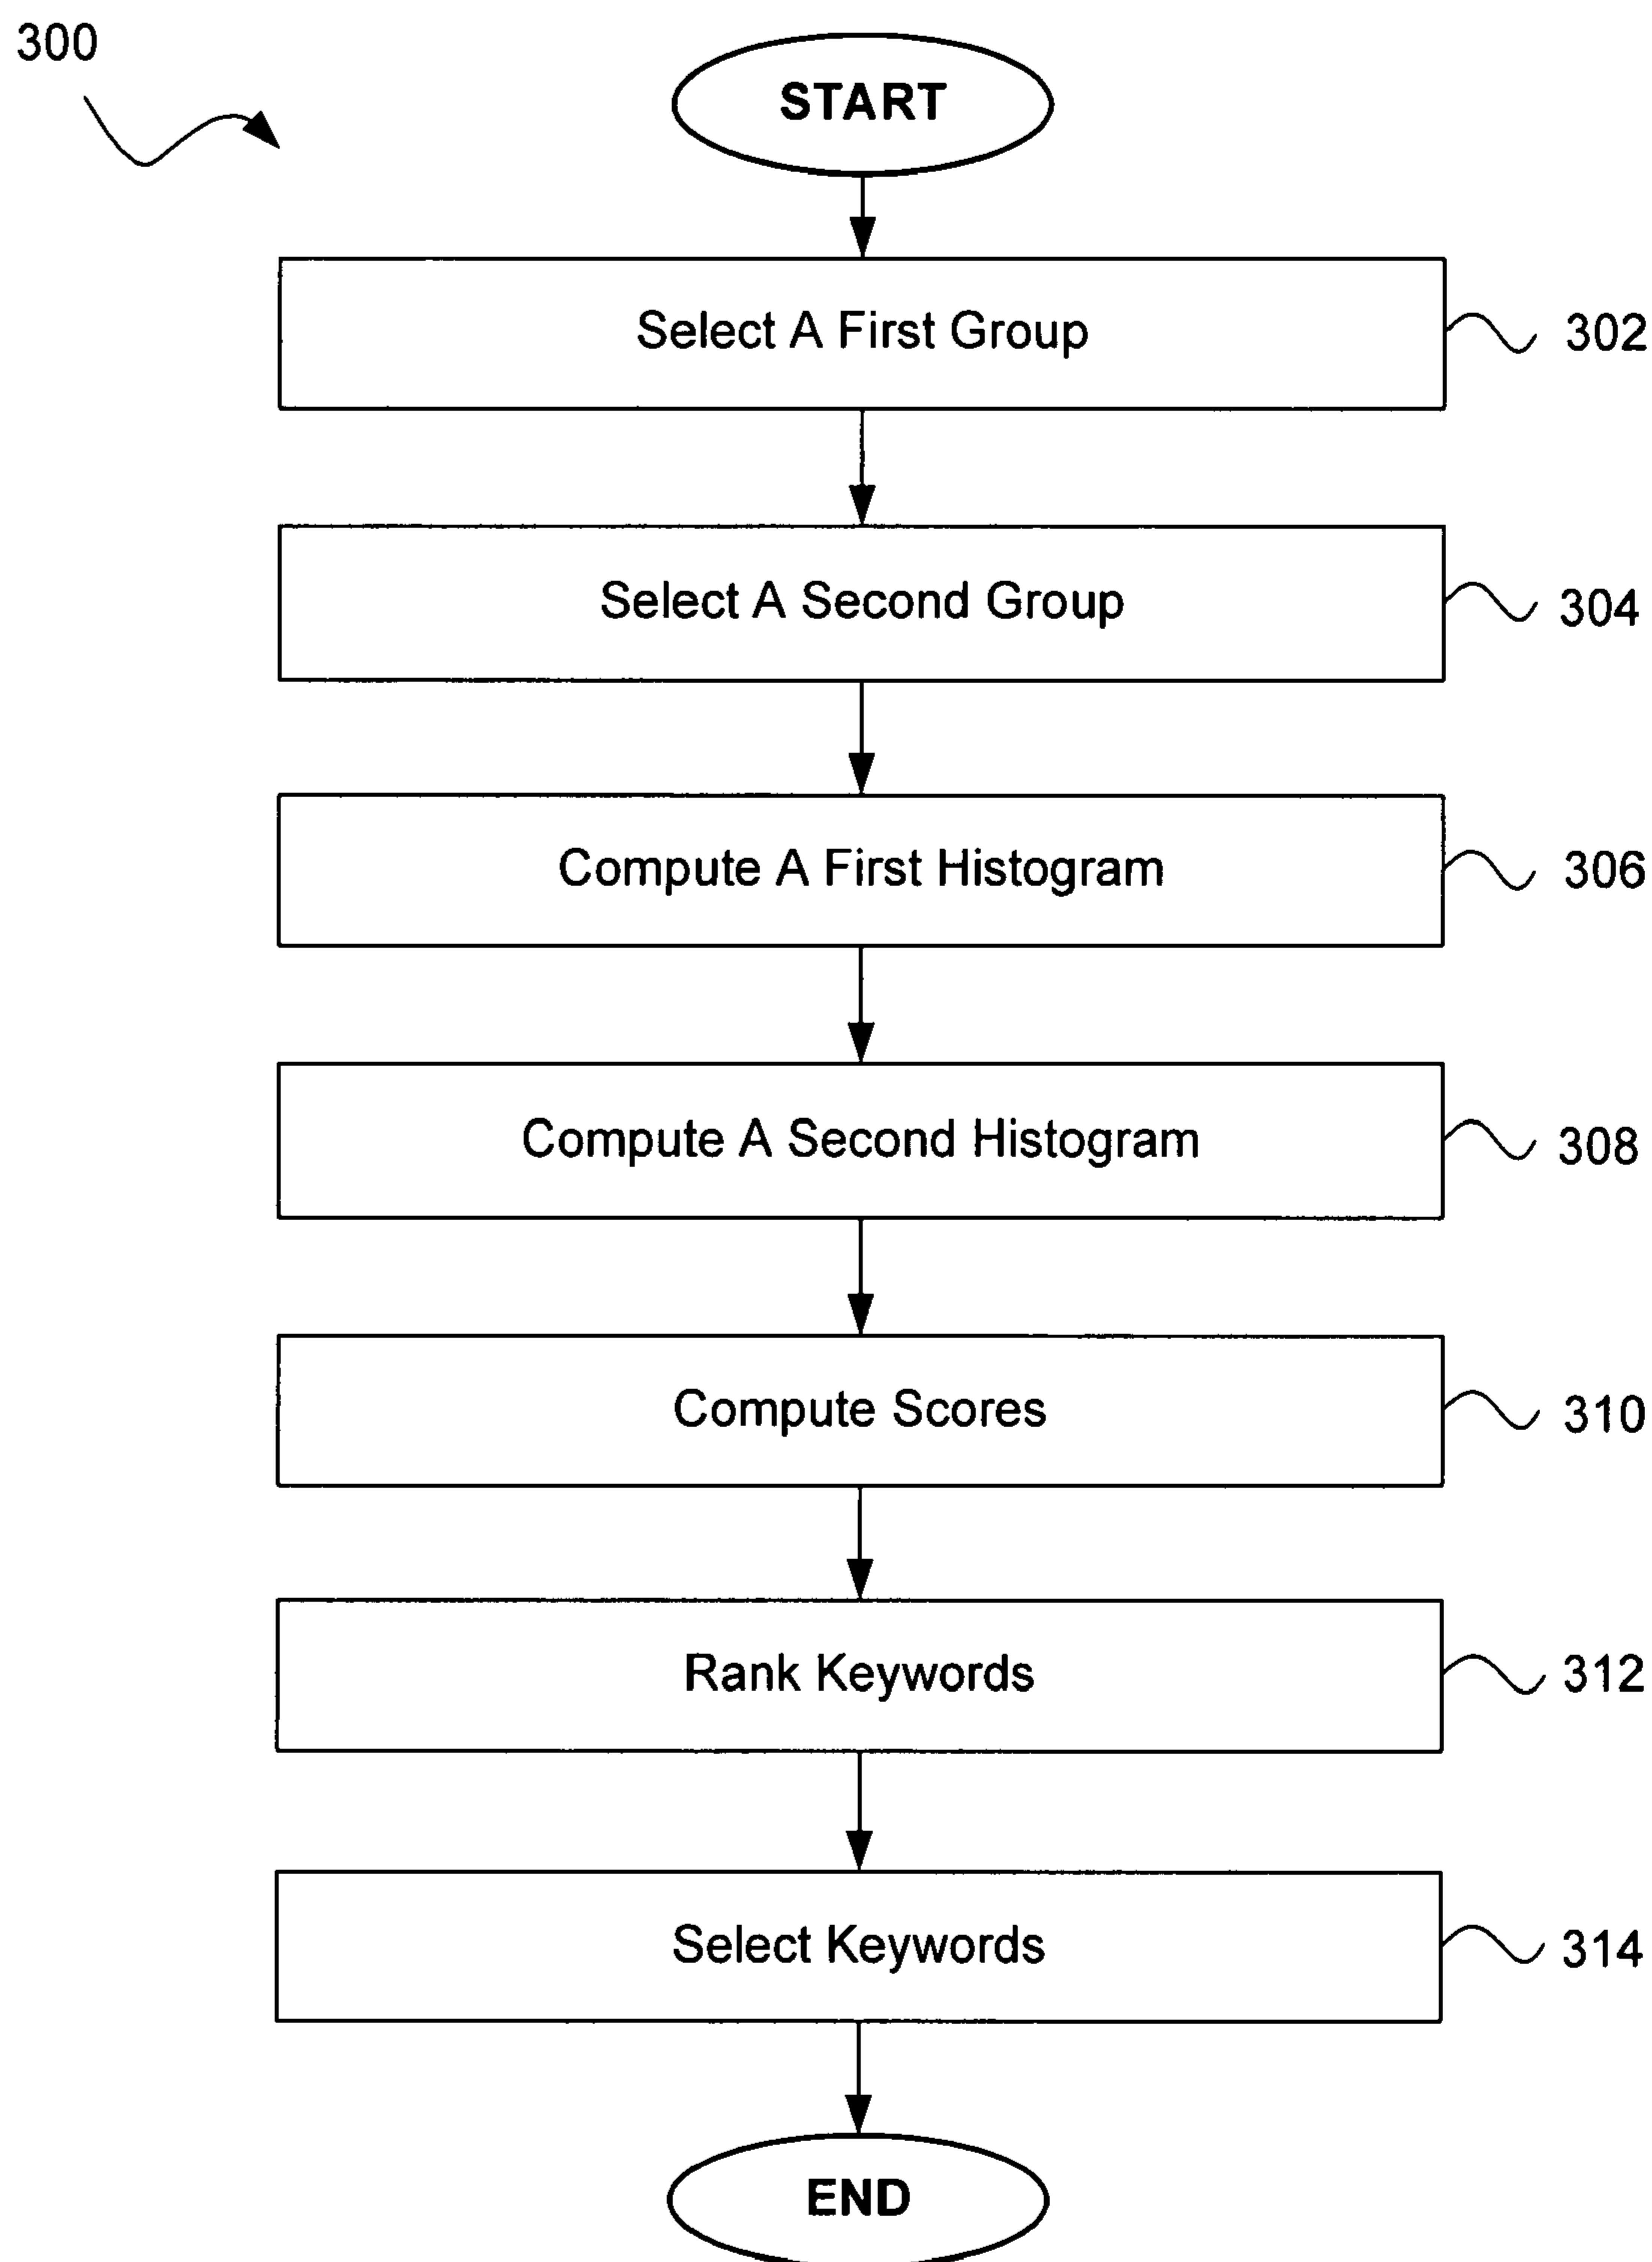 300
START
Select A First Group
302
Select A Second Group
304
Compute A First Histogram
306
Compute A Second Histogram
308
Compute Scores
310
Rank Keywords
312
Select Keywords
314
END